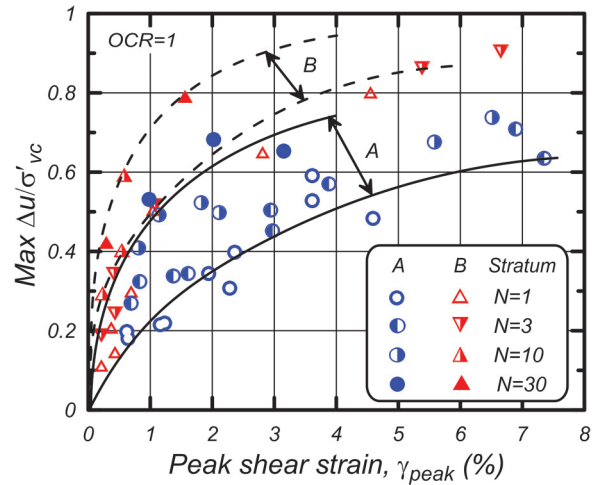 OCR=1
B
A
1
0.8
0.6
0.4
0.2
0
Max Δu/σ'vc
A B Stratum
N=1
N=3
N=10
N=30
0 1 2 3 4 5 6 7 8
Peak shear strain, γpeak (%)